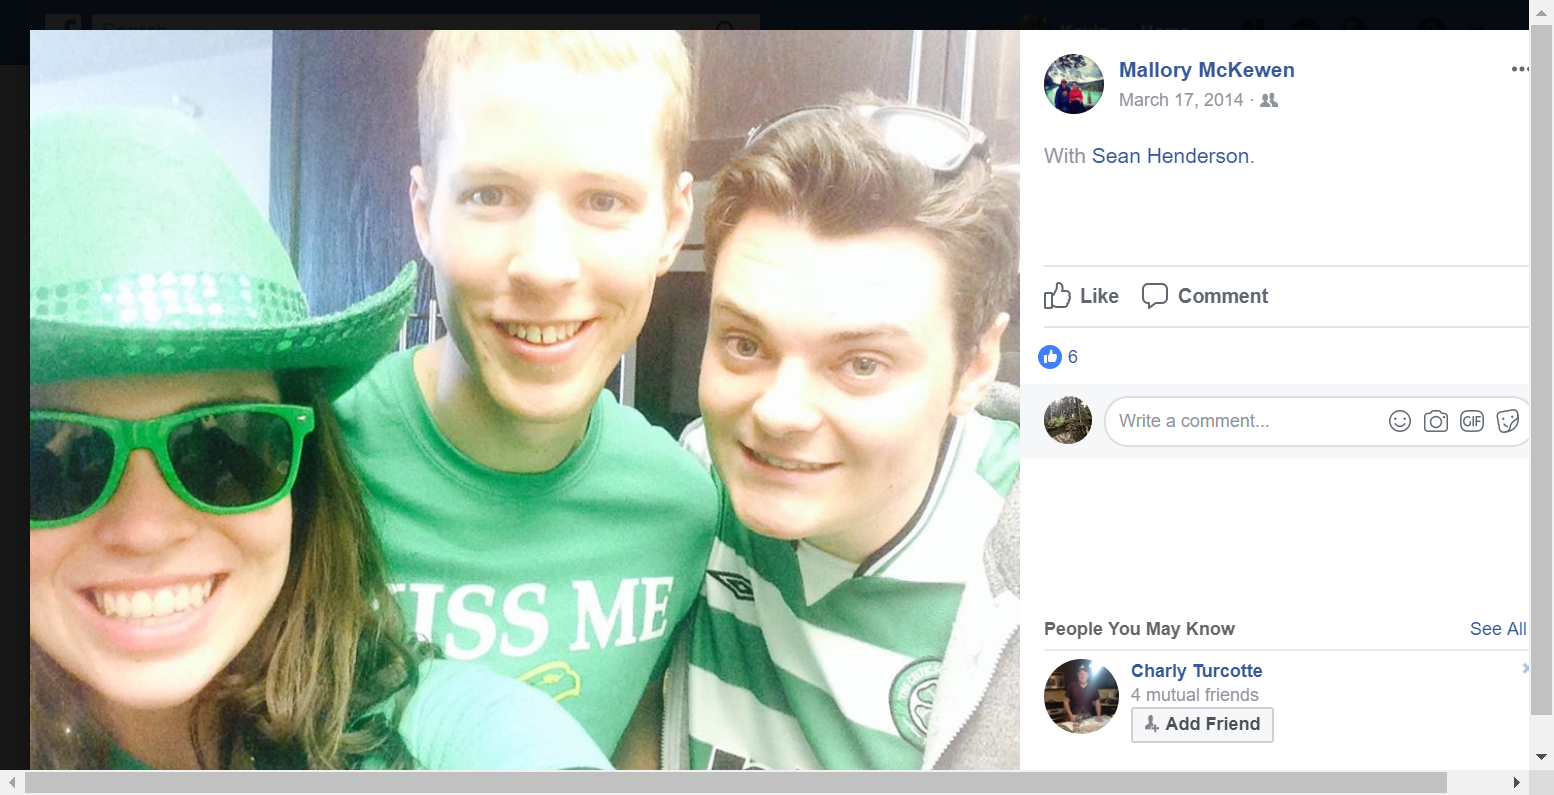 Search
Mallory McKewen
March 17, 2014 ·
With Sean Henderson.
Like Comment
6
Write a comment...
GIF
People You May Know
See All
Charly Turcotte
4 mutual friends
Add Friend
ISS ME